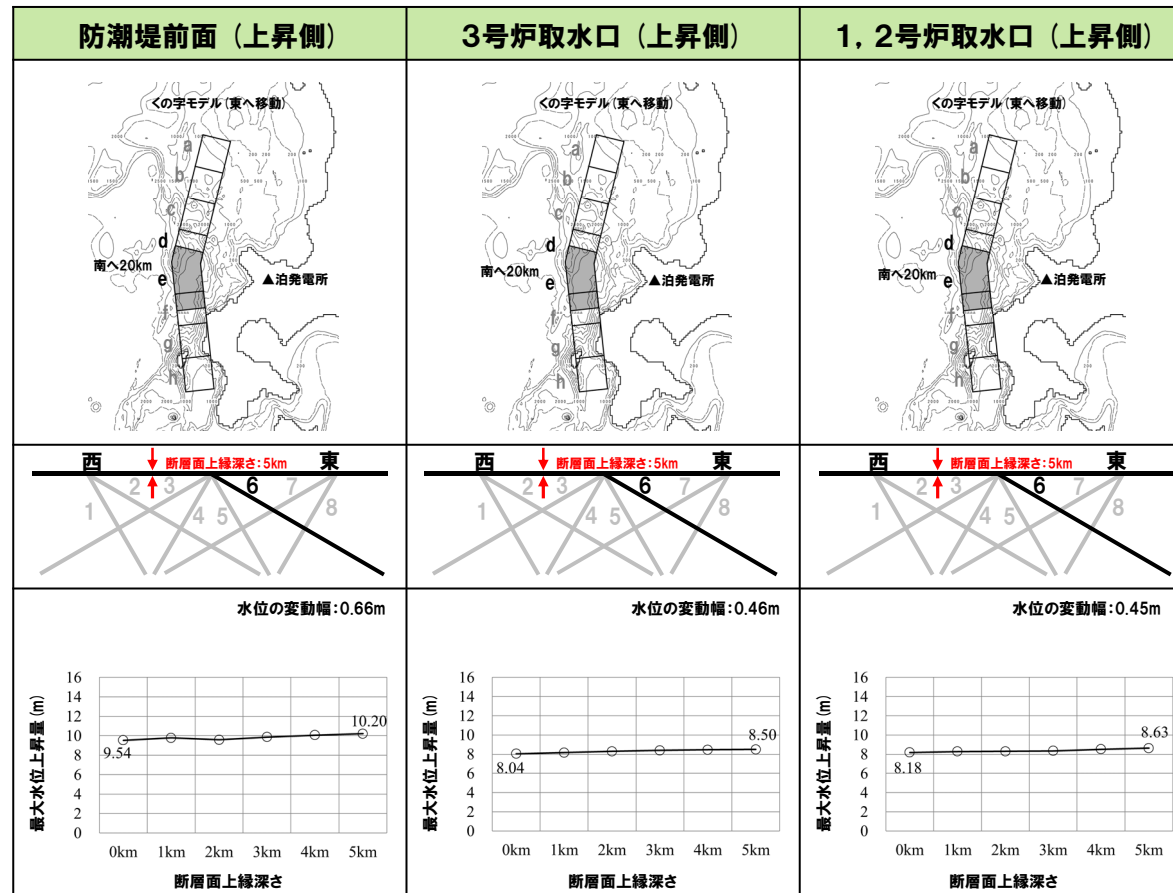 防潮堤前面（上昇側）
3号炉取水口（上昇側）
1，2号炉取水口（上昇側）
くの字モデル（東へ移動）
a
b
c
d
南へ20km
e
▲泊発電所
f
g
h
くの字モデル（東へ移動）
a
b
c
d
南へ20km
e
▲泊発電所
f
g
h
くの字モデル（東へ移動）
a
b
c
d
南へ20km
e
▲泊発電所
f
g
h
西
断層面上縁深さ：5km
東
1 2 3 4 5 6 7 8
西
断層面上縁深さ：5km
東
1 2 3 4 5 6 7 8
西
断層面上縁深さ：5km
東
1 2 3 4 5 6 7 8
水位の変動幅：0.66m
最大水位上昇量(m)
16
14
12
10
8
6
4
2
0
9.54
10.20
0km 1km 2km 3km 4km 5km
断層面上縁深さ
水位の変動幅：0.46m
最大水位上昇量(m)
16
14
12
10
8
6
4
2
0
8.04
8.50
0km 1km 2km 3km 4km 5km
断層面上縁深さ
水位の変動幅：0.45m
最大水位上昇量(m)
16
14
12
10
8
6
4
2
0
8.18
8.63
0km 1km 2km 3km 4km 5km
断層面上縁深さ